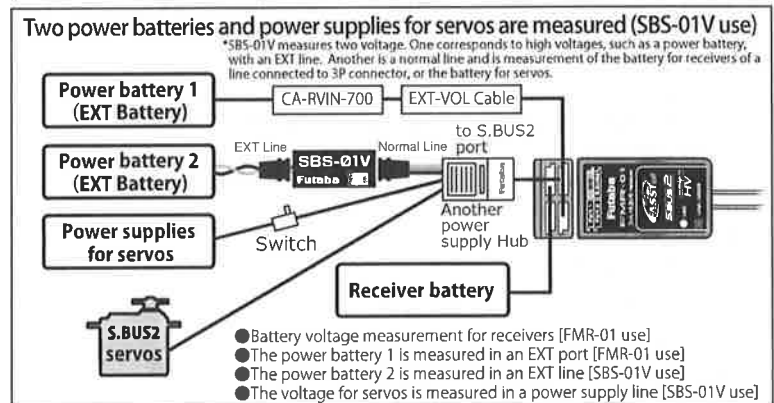 Two power batteries and power supplies for servos are measured (SBS-01V use)
*SBS-01V measures two voltage. One corresponds to high voltages, such as a power battery,
with an EXT line. Another is a normal line and is measurement of the battery for receivers of a
line connected to 3P connector, or the battery for servos.
Power battery 1
(EXT Battery)
CA-RVIN-700
EXT-VOL Cable
to S.BUS2
port
EXT Line
Normal Line
Power battery 2
(EXT Battery)
SBS-01V
Futaba
Futaba
Another
power
supply Hub
Futaba
FMR-01
FASST
S.BUS2
HV
Power supplies
for servos
Switch
Receiver battery
S.BUS2
servos
●Battery voltage measurement for receivers [FMR-01 use]
●The power battery 1 is measured in an EXT port [FMR-01 use]
●The power battery 2 is measured in an EXT line [SBS-01V use]
●The voltage for servos is measured in a power supply line [SBS-01V use]